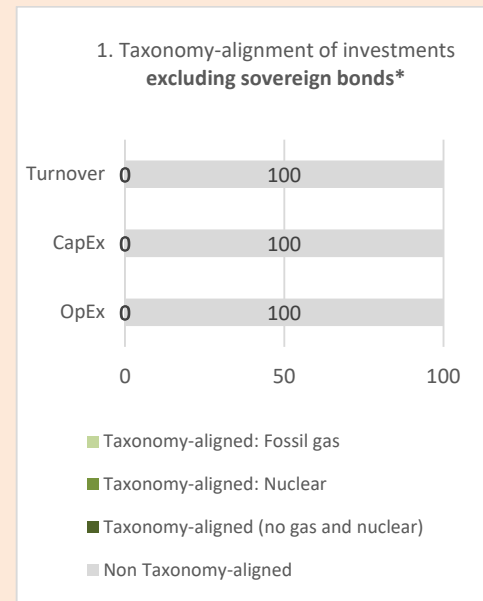 1. Taxonomy-alignment of investments
excluding sovereign bonds*
Turnover 0 100
CapEx 0 100
OpEx 0 100
0 50 100
Taxonomy-aligned: Fossil gas
Taxonomy-aligned: Nuclear
Taxonomy-aligned (no gas and nuclear)
Non Taxonomy-aligned